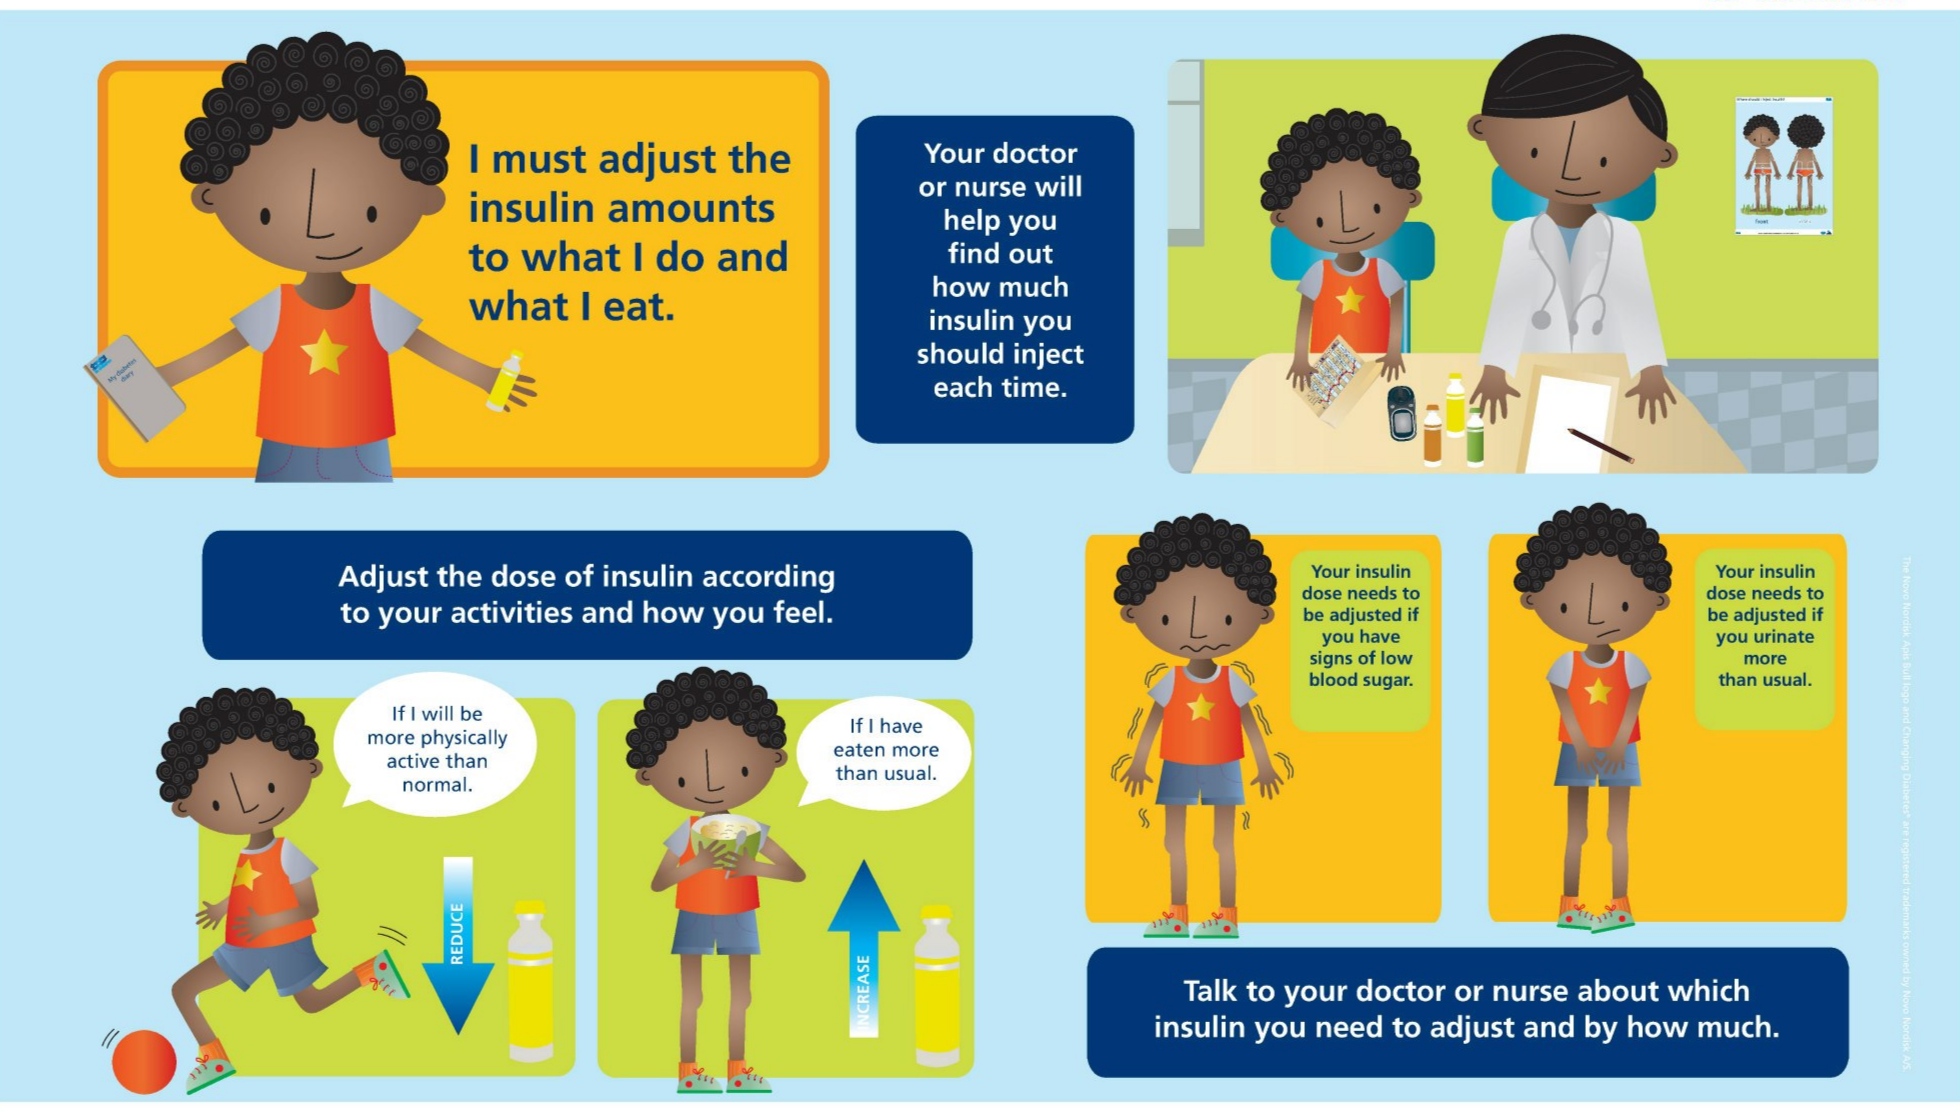 I must adjust the
insulin amounts
to what I do and
what I eat.
My diabetes
diary
Your doctor
or nurse will
help you
find out
how much
insulin you
should inject
each time.
front
Adjust the dose of insulin according
to your activities and how you feel.
If I will be
more physically
active than
normal.
REDUCE
If I have
eaten more
than usual.
INCREASE
Your insulin
dose needs to
be adjusted if
you have
signs of low
blood sugar.
Your insulin
dose needs to
be adjusted if
you urinate
more
than usual.
Talk to your doctor or nurse about which
insulin you need to adjust and by how much.
The Novo Nordisk Apis Bull logo and Changing Diabetes® are registered trademarks owned by Novo Nordisk A/S.